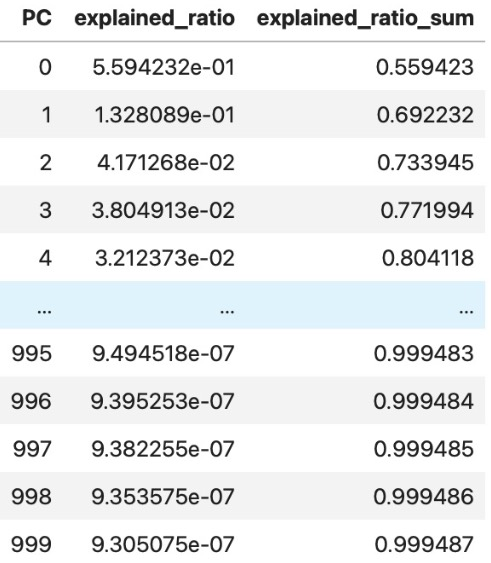 PC explained_ratio explained_ratio_sum
0 5.594232e-01 0.559423
1 1.328089e-01 0.692232
2 4.171268e-02 0.733945
3 3.804913e-02 0.771994
4 3.212373e-02 0.804118
... ... ...
995 9.494518e-07 0.999483
996 9.395253e-07 0.999484
997 9.382255e-07 0.999485
998 9.353575e-07 0.999486
999 9.305075e-07 0.999487